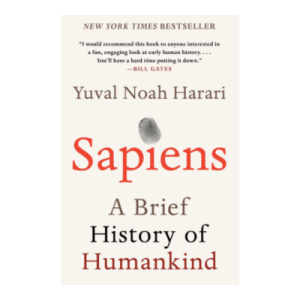 NEW YORK TIMES BESTSELLER
"I would recommend this book to anyone interested in
a fun, engaging look at early human history. . . .
You'll have a hard time putting it down."
—BILL GATES
Yuval Noah Harari
Sapiens
A Brief
History of
Humankind